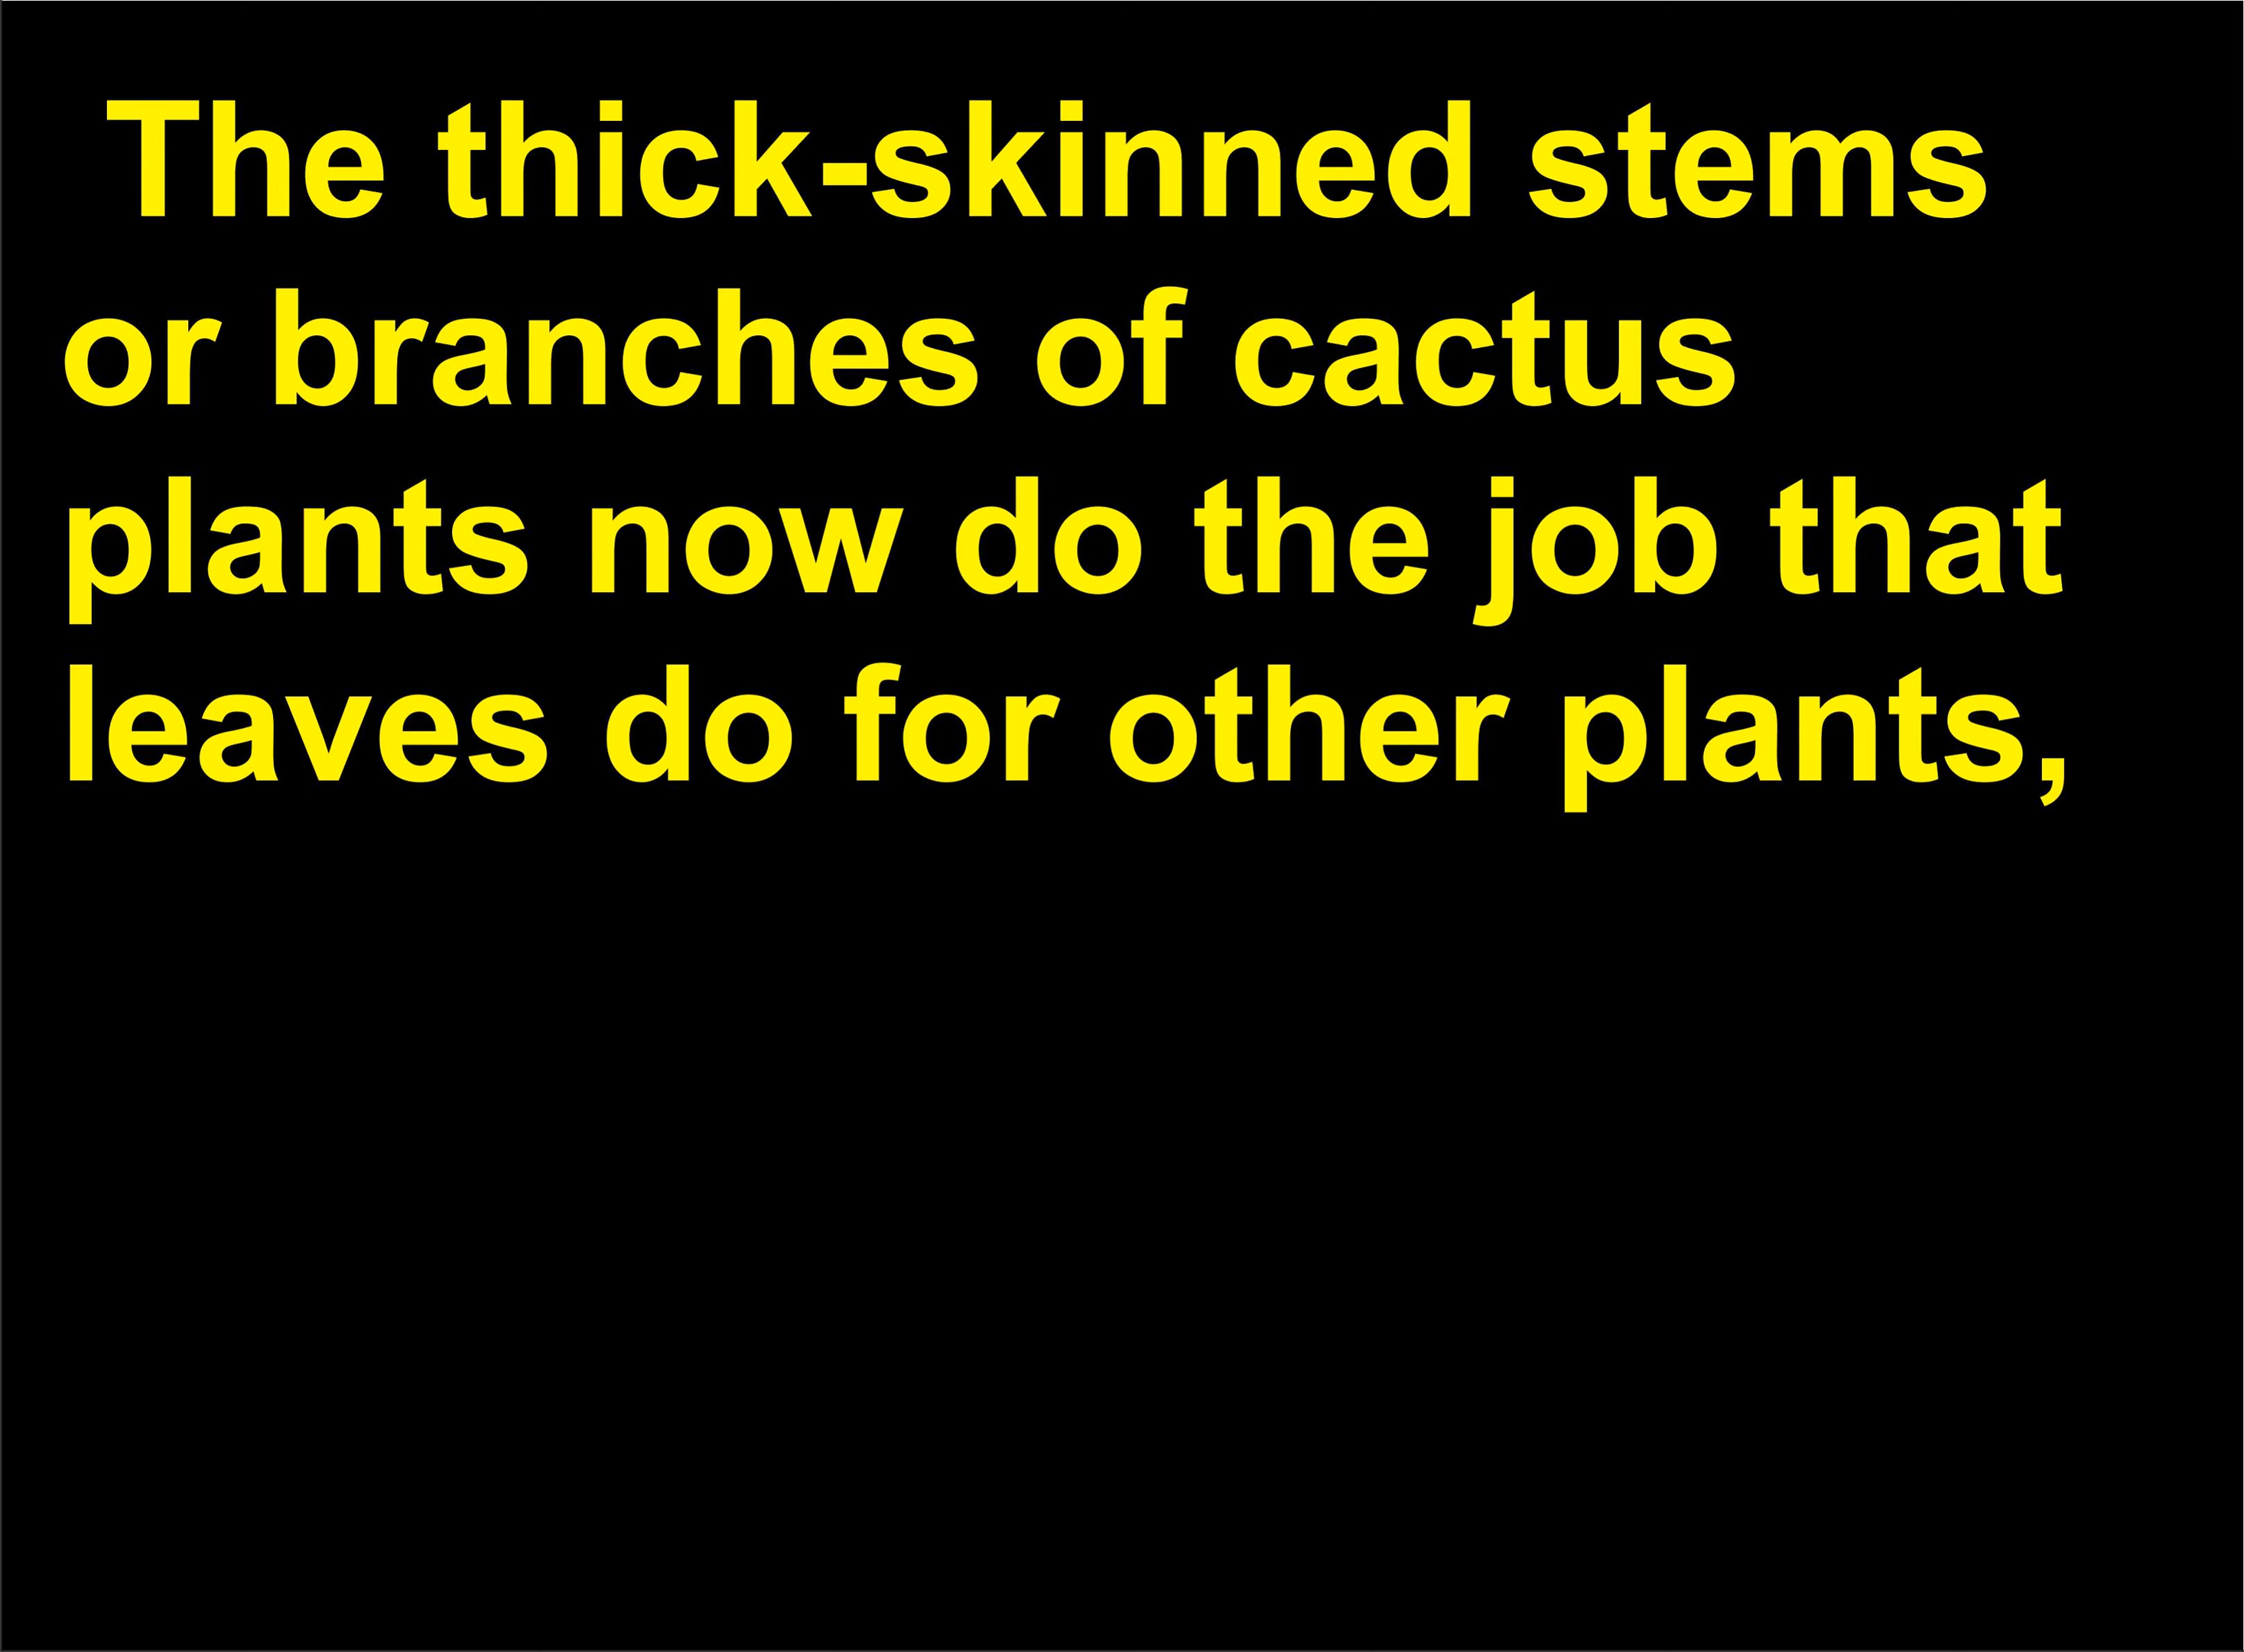 The thick-skinned stems
or branches of cactus
plants now do the job that
leaves do for other plants,